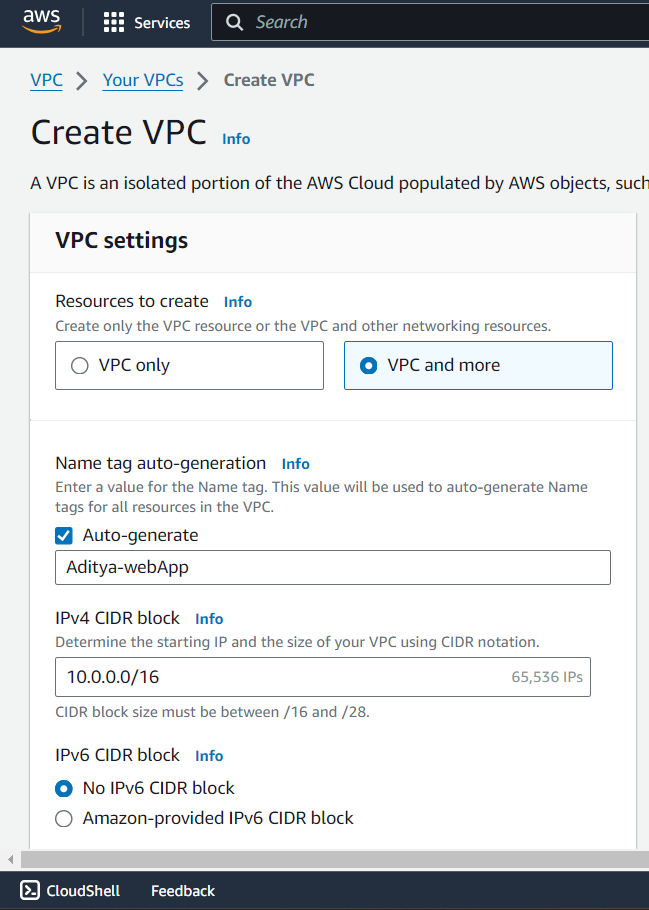 aws
Services
Search
VPC
Your VPCs
Create VPC
Create VPC Info
A VPC is an isolated portion of the AWS Cloud populated by AWS objects, such
VPC settings
Resources to create Info
Create only the VPC resource or the VPC and other networking resources.
VPC only
VPC and more
Name tag auto-generation Info
Enter a value for the Name tag. This value will be used to auto-generate Name
tags for all resources in the VPC.
Auto-generate
Aditya-webApp
IPv4 CIDR block Info
Determine the starting IP and the size of your VPC using CIDR notation.
10.0.0.0/16 65,536 IPs
CIDR block size must be between /16 and /28.
IPv6 CIDR block Info
No IPv6 CIDR block
Amazon-provided IPv6 CIDR block
CloudShell
Feedback